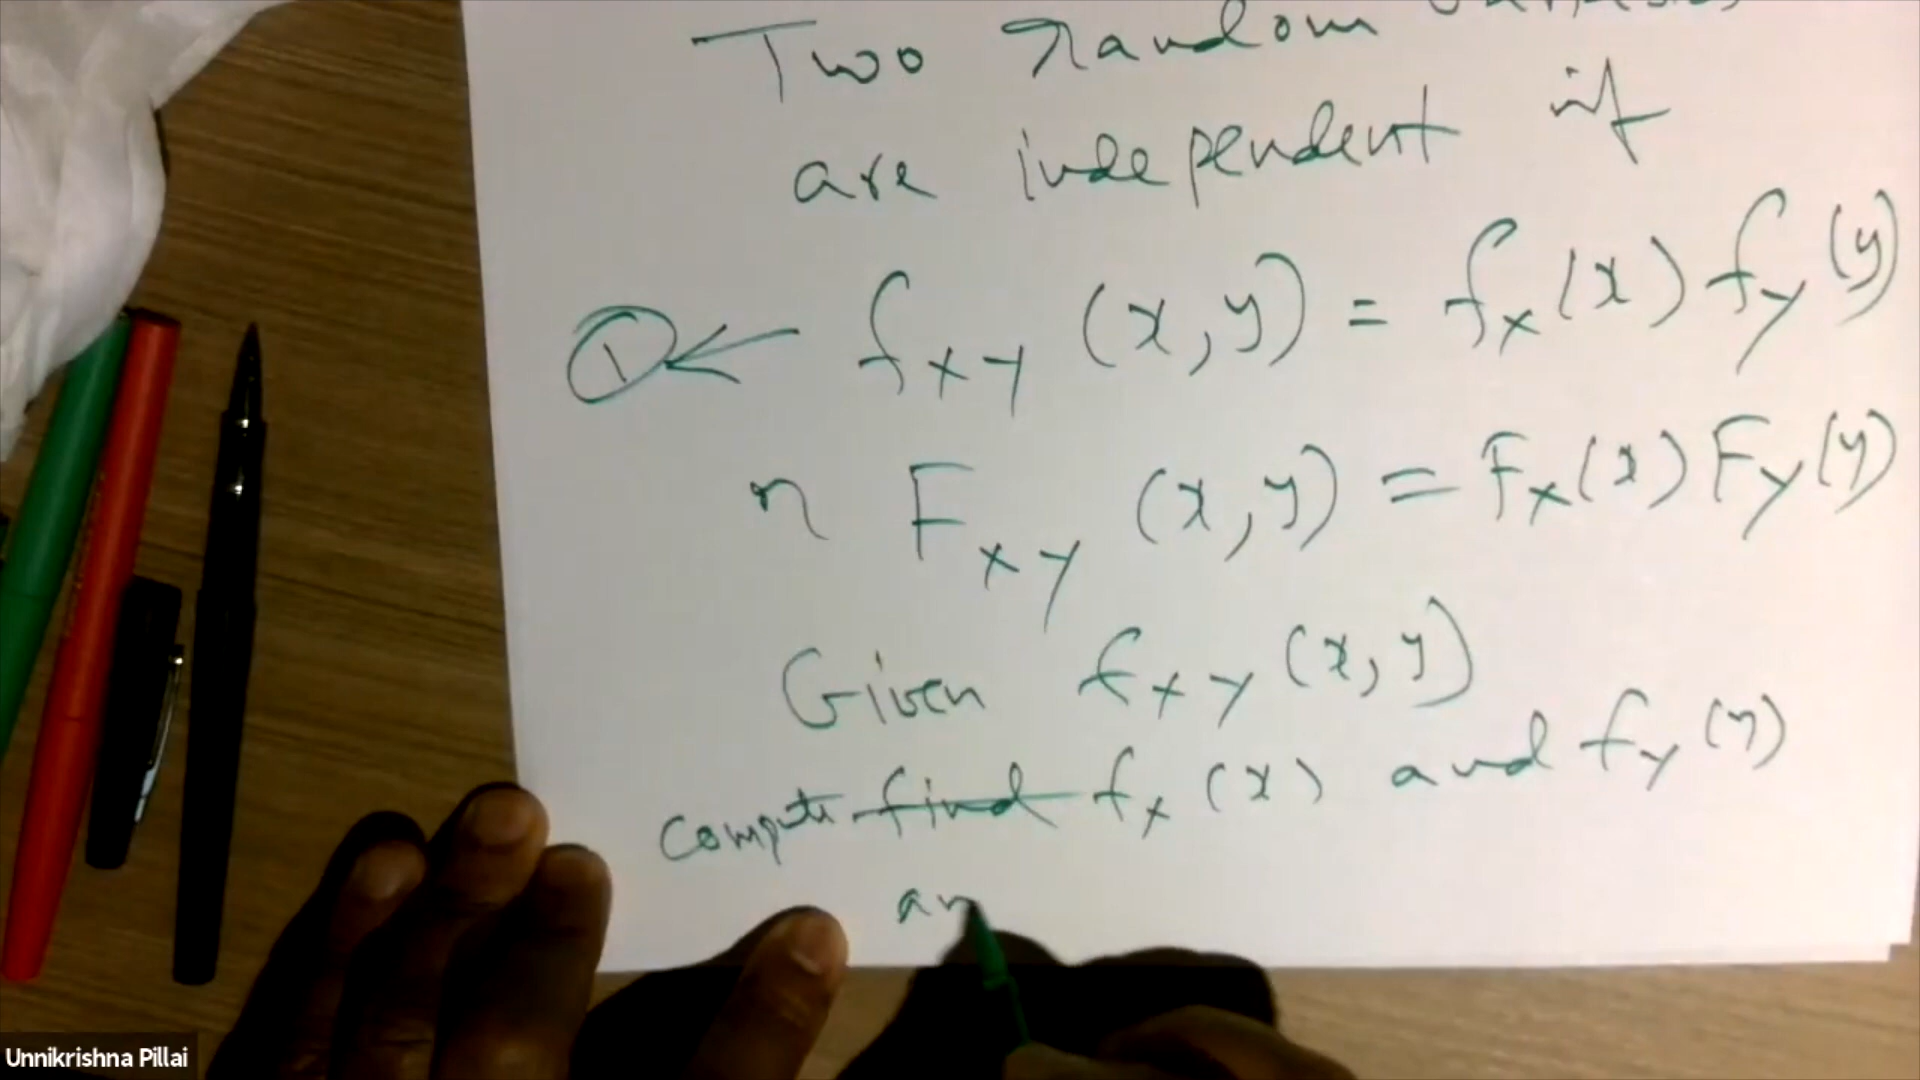 Two random
are independent if
① ← f_XY (x,y) = f_X(x) f_Y(y)
F_XY (x,y) = F_X(x) F_Y(y)
Given f_XY (x,y)
compute find f_X (x) and f_Y (y)
an
Unnikrishna Pillai